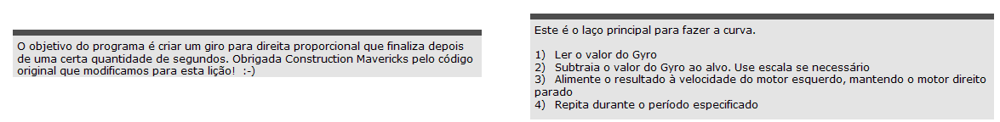 O objetivo do programa é criar um giro para direita proporcional que finaliza depois
de uma certa quantidade de segundos. Obrigada Construction Mavericks pelo código
original que modificamos para esta lição!  :-)
Este é o laço principal para fazer a curva.
1)   Ler o valor do Gyro
2)   Subtraia o valor do Gyro ao alvo. Use escala se necessário
3)   Alimente o resultado à velocidade do motor esquerdo, mantendo o motor direito
parado
4)   Repita durante o período especificado